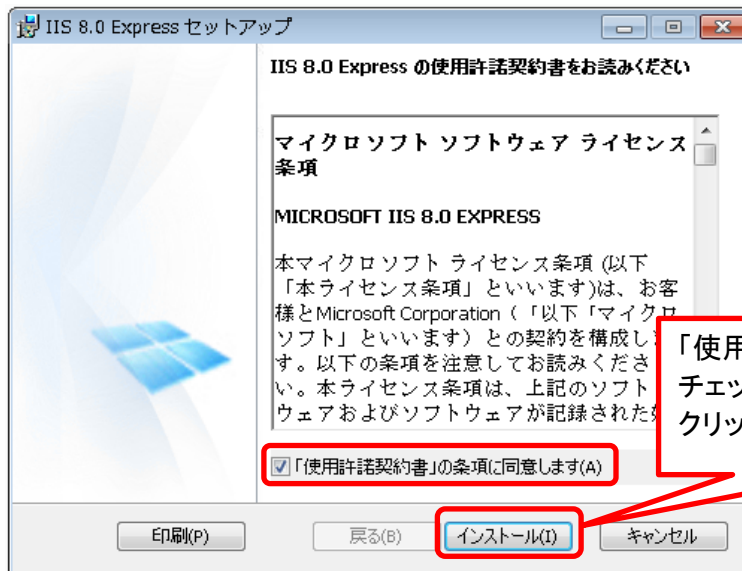 IIS 8.0 Express セットアップ
IIS 8.0 Express の使用許諾契約書をお読みください
マイクロソフト ソフトウェア ライセンス
条項
MICROSOFT IIS 8.0 EXPRESS
本マイクロソフト ライセンス条項 (以下
「本ライセンス条項」といいます)は、お客
様とMicrosoft Corporation (「以下「マイクロ
ソフト」といいます) との契約を構成しま
す。以下の条項を注意してお読みくださ
い。本ライセンス条項は、上記のソフト
ウェアおよびソフトウェアが記録された
「使用
チェッ
クリッ
「使用許諾契約書」の条項に同意します(A)
印刷(P)
戻る(B)
インストール(I)
キャンセル